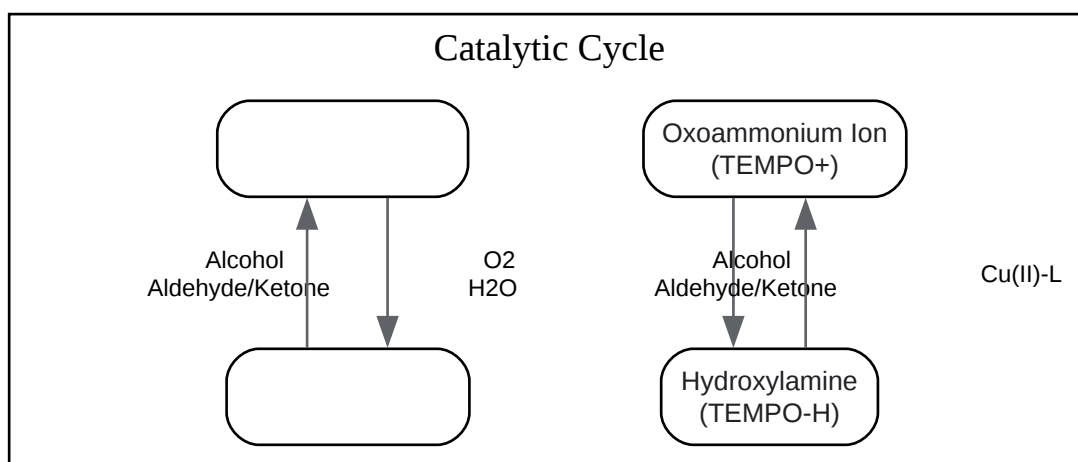 Catalytic Cycle
Oxoammonium Ion
(TEMPO+)
Alcohol
Aldehyde/Ketone
O2
H2O
Alcohol
Aldehyde/Ketone
Cu(II)-L
Hydroxylamine
(TEMPO-H)